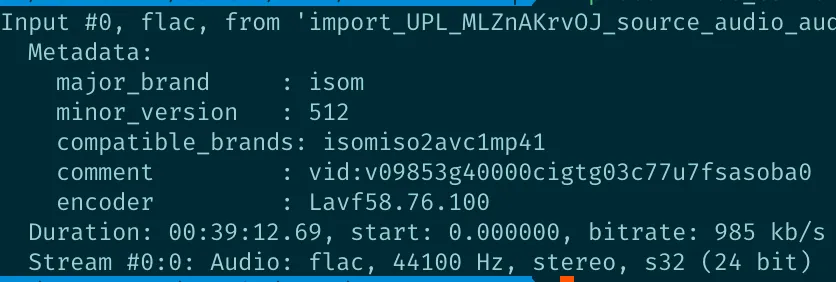 Input #0, flac, from 'import_UPL_MLZnAKrvOJ_source_audio_aud
Metadata:
major_brand : isom
minor_version : 512
compatible_brands: isomiso2avc1mp41
comment : vid:v09853g40000cigtg03c77u7fsasoba0
encoder : Lavf58.76.100
Duration: 00:39:12.69, start: 0.000000, bitrate: 985 kb/s
Stream #0:0: Audio: flac, 44100 Hz, stereo, s32 (24 bit)